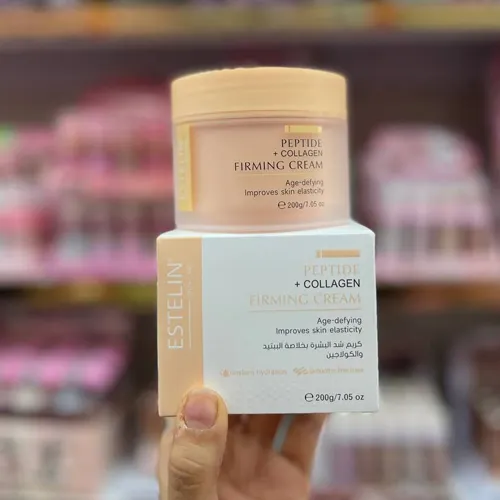 PEPTIDE
+ COLLAGEN
FIRMING CREAM
Age-defying
Improves skin elasticity
℮ 200g/7.05 oz
ESTELIN
PEPTIDE
+ COLLAGEN
FIRMING CREAM
Age-defying
Improves skin elasticity
كريم شد البشرة بخلاصة الببتيد
والكولاجين
℮ 200g/7.05 oz